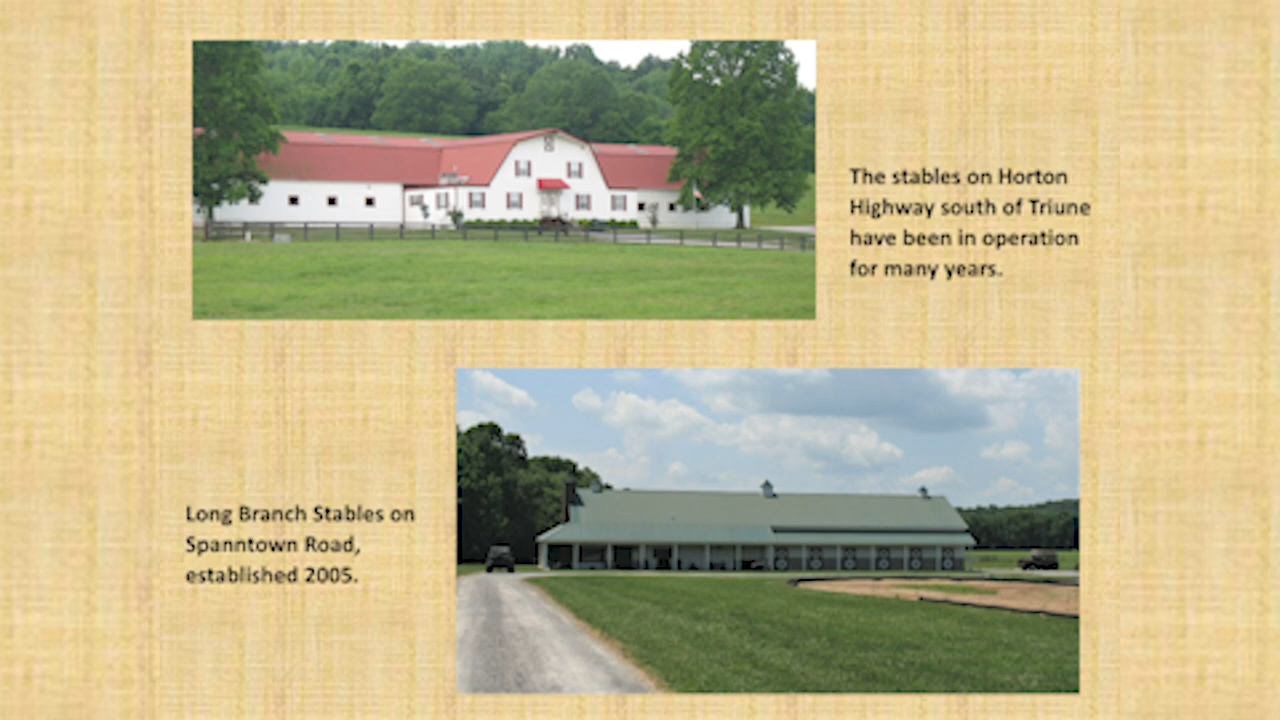 The stables on Horton
Highway south of Triune
have been in operation
for many years.
Long Branch Stables on
Spanntown Road,
established 2005.